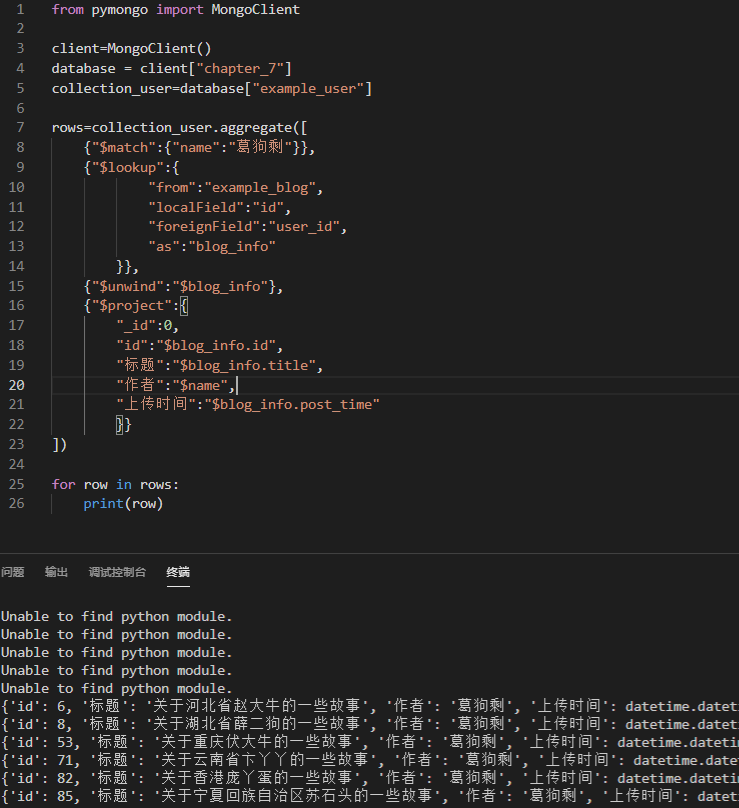 1 from pymongo import MongoClient
2
3 client=MongoClient()
4 database = client["chapter_7"]
5 collection_user=database["example_user"]
6
7 rows=collection_user.aggregate([
8 {"$match":{"name":"葛狗剩"}},
9 {"$lookup":{
10 "from":"example_blog",
11 "localField":"id",
12 "foreignField":"user_id",
13 "as":"blog_info"
14 }},
15 {"$unwind":"$blog_info"},
16 {"$project":{
17 "_id":0,
18 "id":"$blog_info.id",
19 "标题":"$blog_info.title",
20 "作者":"$name",
21 "上传时间":"$blog_info.post_time"
22 }}
23 ])
24
25 for row in rows:
26 print(row)
问题 输出 调试控制台 终端
Unable to find python module.
Unable to find python module.
Unable to find python module.
Unable to find python module.
Unable to find python module.
{'id': 6, '标题': '关于河北省赵大牛的一些故事', '作者': '葛狗剩', '上传时间': datetime.dateti
{'id': 8, '标题': '关于湖北省薛二狗的一些故事', '作者': '葛狗剩', '上传时间': datetime.dateti
{'id': 53, '标题': '关于重庆伏大牛的一些故事', '作者': '葛狗剩', '上传时间': datetime.datetim
{'id': 71, '标题': '关于云南省卞丫丫的一些故事', '作者': '葛狗剩', '上传时间': datetime.datet
{'id': 82, '标题': '关于香港庞丫蛋的一些故事', '作者': '葛狗剩', '上传时间': datetime.datetim
{'id': 85, '标题': '关于宁夏回族自治区苏石头的一些故事', '作者': '葛狗剩', '上传时间': datet